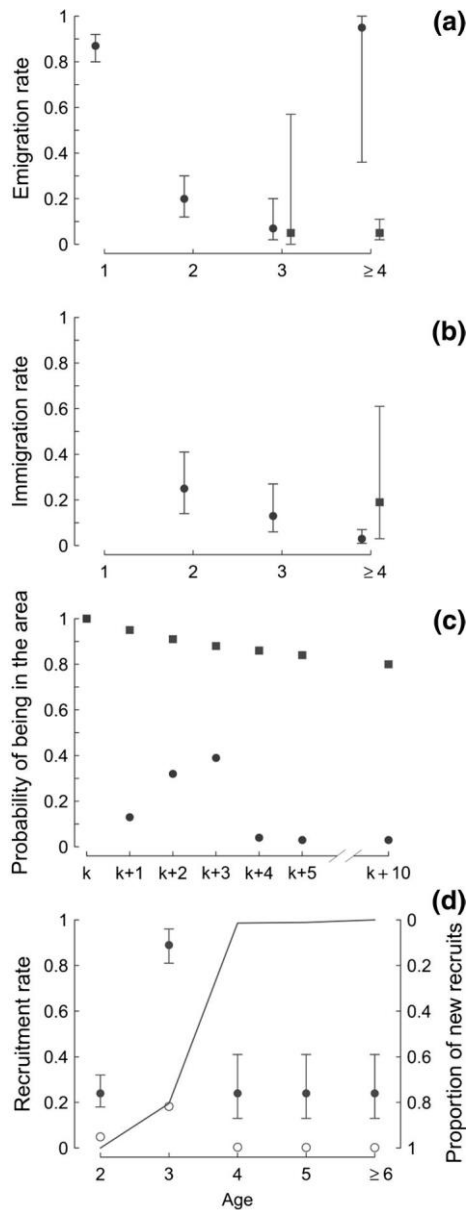 (a)
Emigration rate
1
0.8
0.6
0.4
0.2
0
1 2 3 ≥ 4
(b)
Immigration rate
1
0.8
0.6
0.4
0.2
0
1 2 3 ≥ 4
(c)
Probability of being in the area
1
0.8
0.6
0.4
0.2
0
k k+1 k+2 k+3 k+4 k+5 k + 10
(d)
Recruitment rate
1
0.8
0.6
0.4
0.2
0
Proportion of new recruits
0
0.2
0.4
0.6
0.8
1
2 3 4 5 ≥ 6
Age